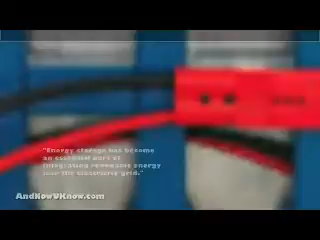 "Energy storage has become
an essential part of
integrating renewable energy
into the electricity grid."
AndNowUKnow.com